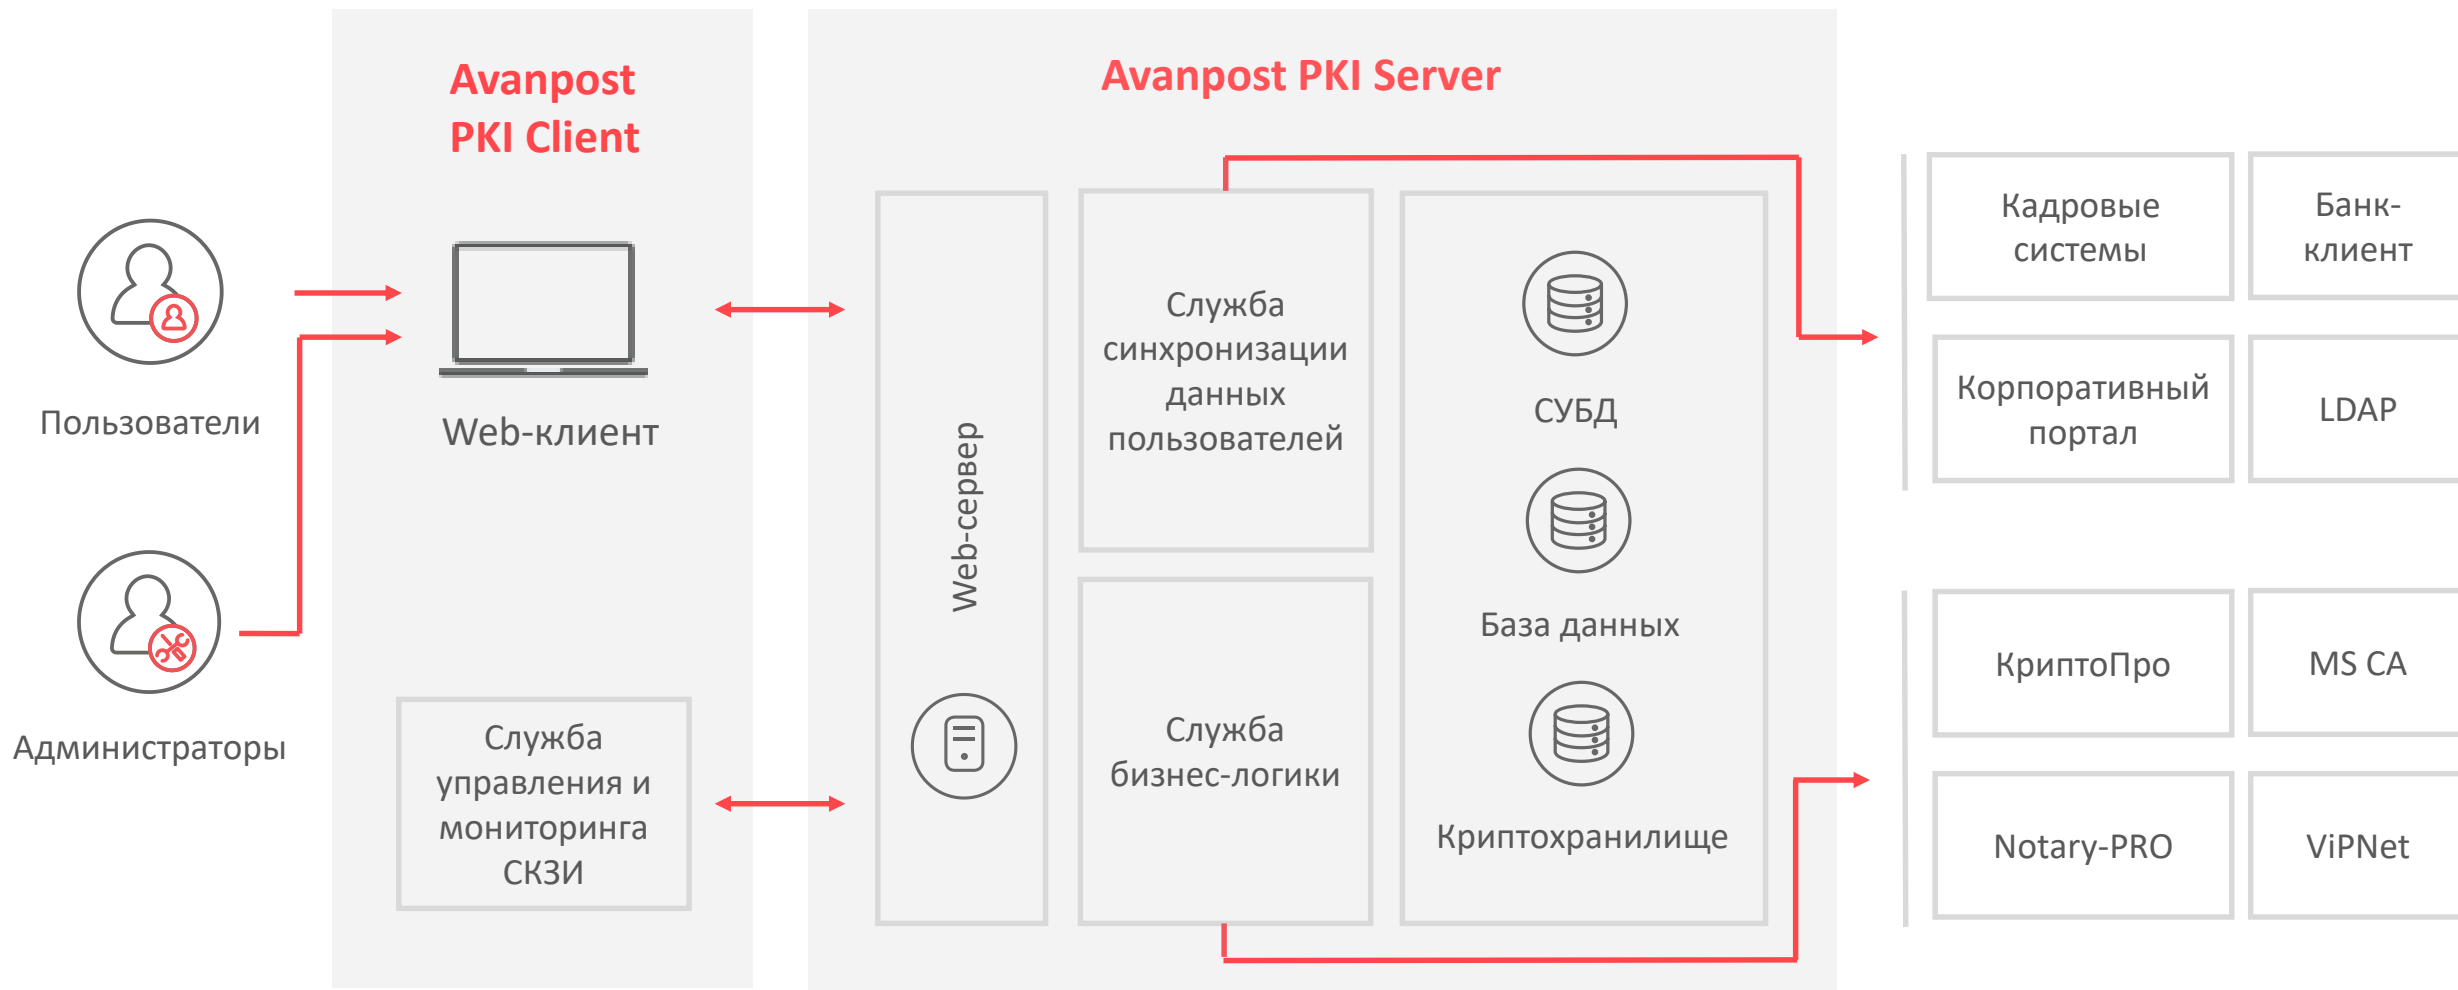 Avanpost
PKI Client
Avanpost PKI Server
Пользователи
Администраторы
Web-клиент
Служба
управления и
мониторинга
СКЗИ
Web-сервер
Служба
синхронизации
данных
пользователей
Служба
бизнес-логики
СУБД
База данных
Криптохранилище
Кадровые
системы
Банк-
клиент
Корпоративный
портал
LDAP
КриптоПро
MS CA
Notary-PRO
ViPNet